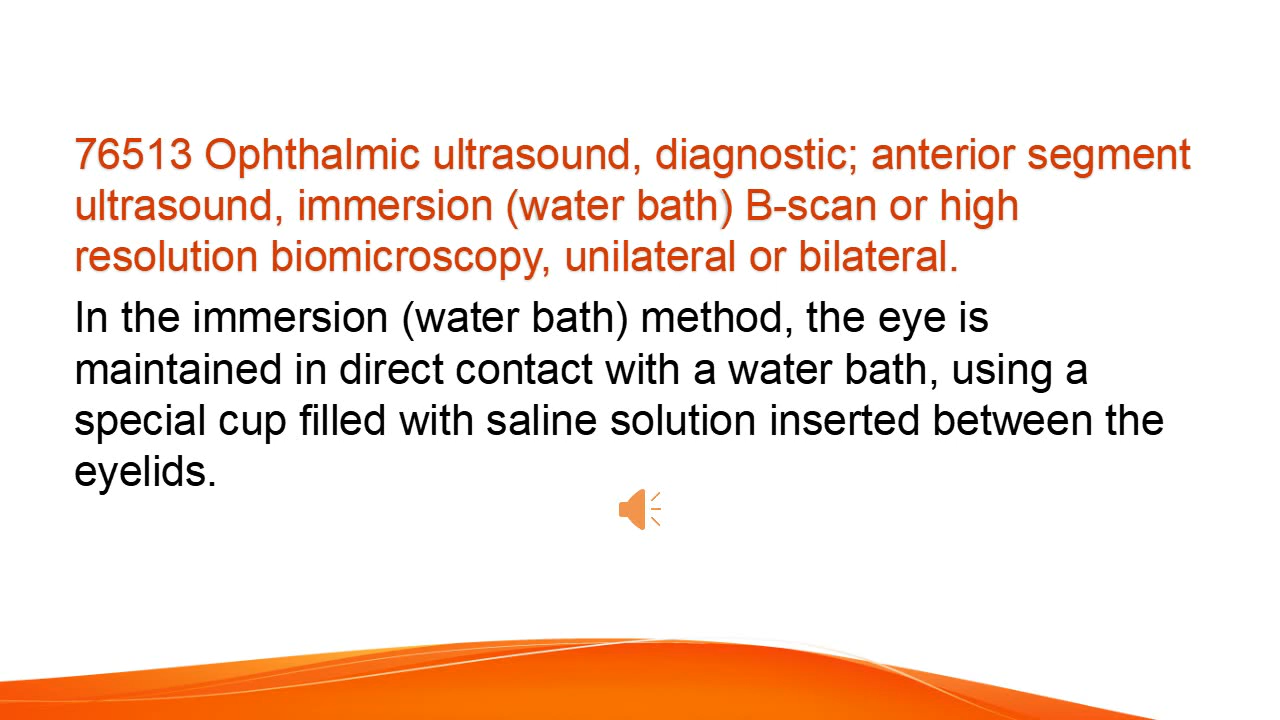 76513 Ophthalmic ultrasound, diagnostic; anterior segment
ultrasound, immersion (water bath) B-scan or high
resolution biomicroscopy, unilateral or bilateral.
In the immersion (water bath) method, the eye is
maintained in direct contact with a water bath, using a
special cup filled with saline solution inserted between the
eyelids.